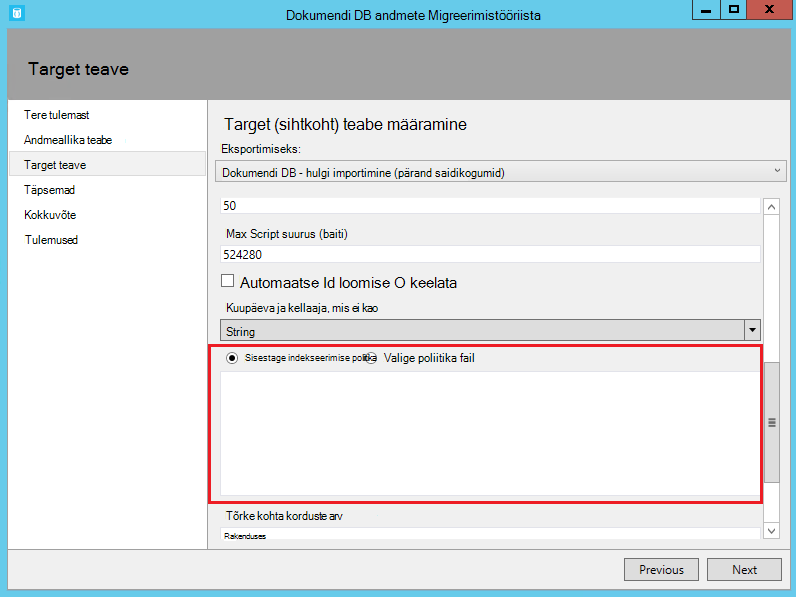 Dokumendi DB andmete Migreerimistööriista
Target teave
Tere tulemast
Andmeallika teabe
Target teave
Täpsemad
Kokkuvõte
Tulemused
Target (sihtkoht) teabe määramine
Eksportimiseks:
Dokumendi DB - hulgi importimine (pärand saidikogumid)
50
Max Script suurus (baiti)
524280
Automaatse Id loomise O keelata
Kuupäeva ja kellaaja, mis ei kao
String
Sisestage indekseerimise poliitika Valige poliitika fail
Tõrke kohta korduste arv
Rakenduses
Previous Next